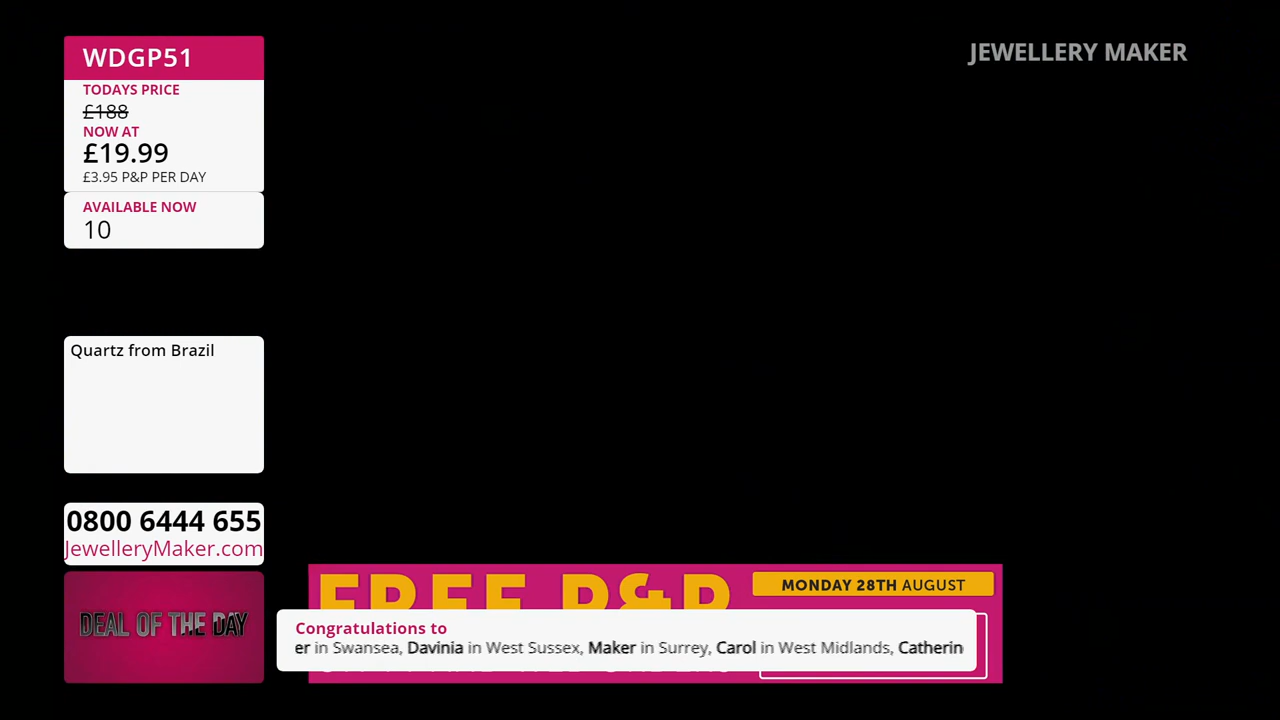 WDGP51
TODAYS PRICE
£188
NOW AT
£19.99
£3.95 P&P PER DAY
AVAILABLE NOW
10
JEWELLERY MAKER
Quartz from Brazil
0800 6444 655
JewelleryMaker.com
DEAL OF THE DAY
FREE P&P
MONDAY 28TH AUGUST
Congratulations to
er in Swansea, Davinia in West Sussex, Maker in Surrey, Carol in West Midlands, Catherin